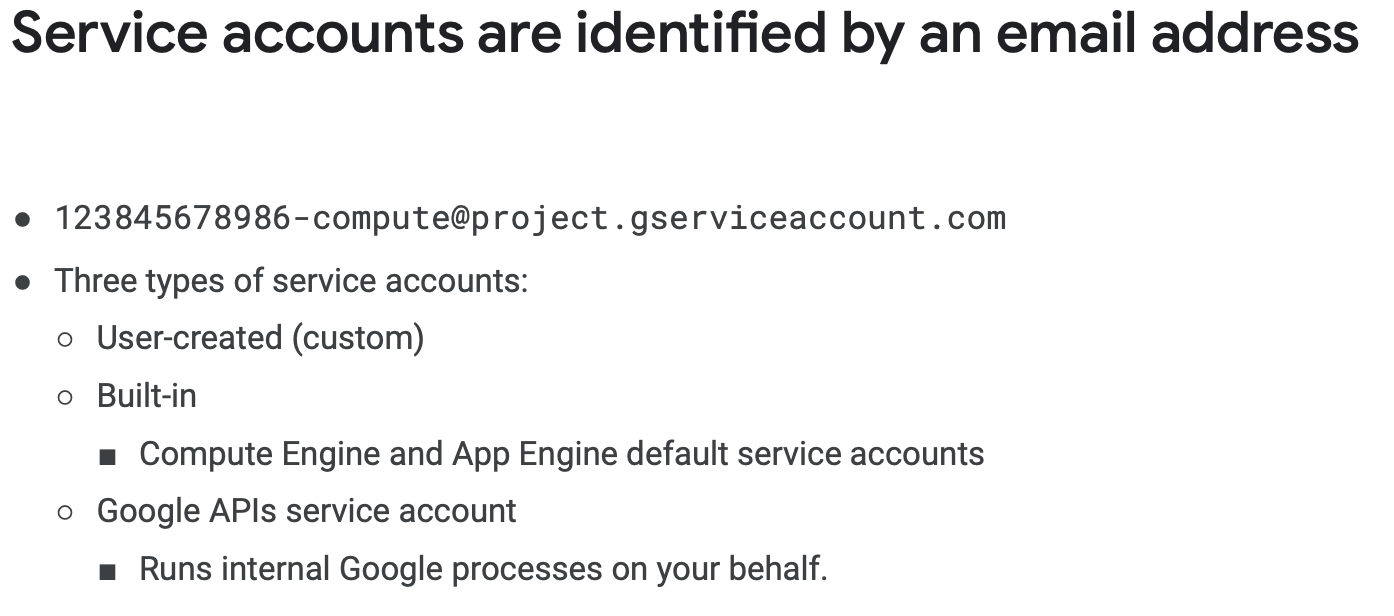 Service accounts are identified by an email address
● 123845678986-compute@project.gserviceaccount.com
● Three types of service accounts:
○ User-created (custom)
○ Built-in
■ Compute Engine and App Engine default service accounts
○ Google APIs service account
■ Runs internal Google processes on your behalf.